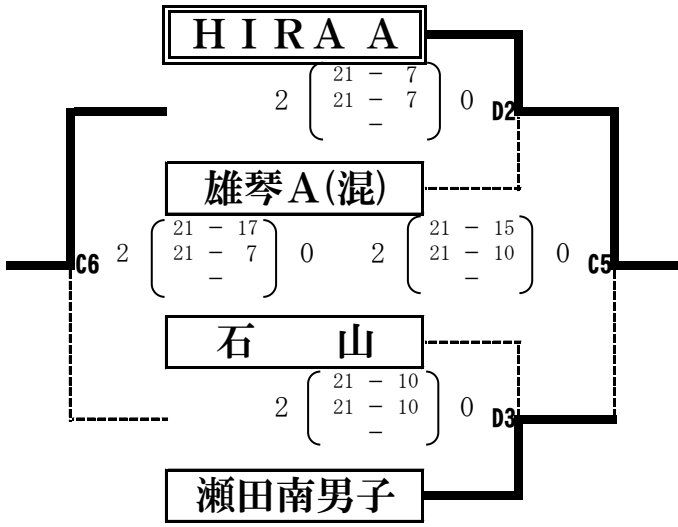 ＨＩＲＡ Ａ
21 － 7
2 21 － 7 0 D2
－
雄琴Ａ(混)
21 － 17 21 － 15
C6 2 21 － 7 0 2 21 － 10 0 C5
－ －
石　山
21 － 10
2 21 － 10 0 D3
－
瀬田南男子